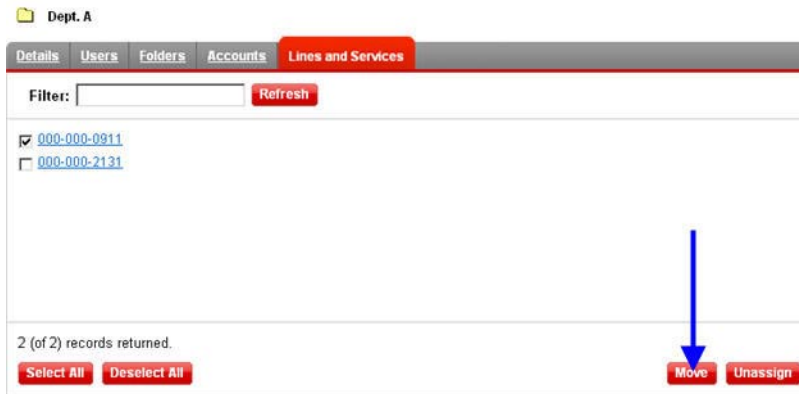 Dept. A
Details Users Folders Accounts Lines and Services
Filter: Refresh
000-000-0911
000-000-2131
2 (of 2) records returned.
Select All Deselect All Move Unassign